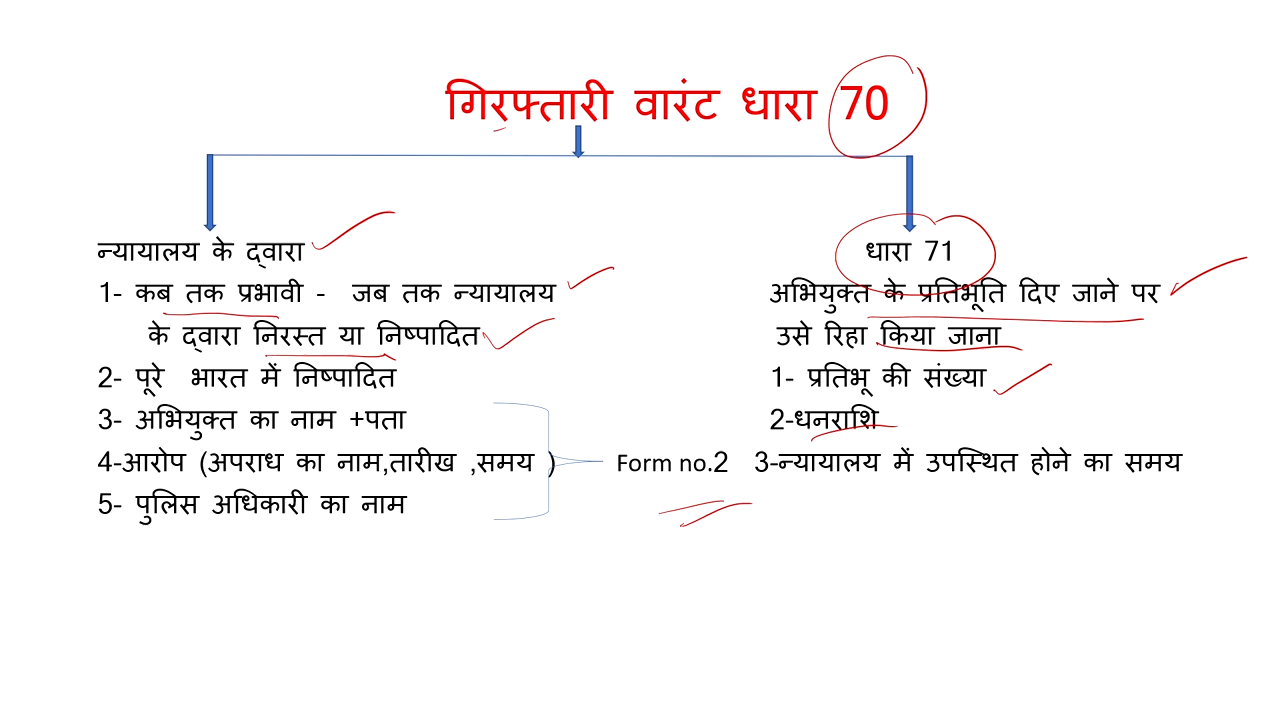 गिरफ्तारी वारंट धारा 70
न्यायालय के द्वारा
1- कब तक प्रभावी - जब तक न्यायालय
के द्वारा निरस्त या निष्पादित
2- पूरे भारत में निष्पादित
3- अभियुक्त का नाम +पता
4-आरोप (अपराध का नाम,तारीख ,समय )
5- पुलिस अधिकारी का नाम
Form no.2
धारा 71
अभियुक्त के प्रतिभूति दिए जाने पर
उसे रिहा किया जाना
1- प्रतिभू की संख्या
2-धनराशि
3-न्यायालय में उपस्थित होने का समय